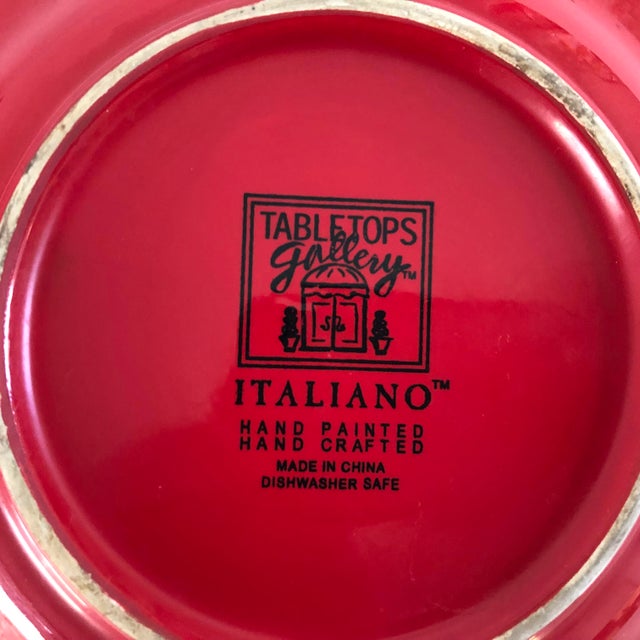 TABLETOPS
gallery™
ITALIANO™
HAND PAINTED
HAND CRAFTED
MADE IN CHINA
DISHWASHER SAFE